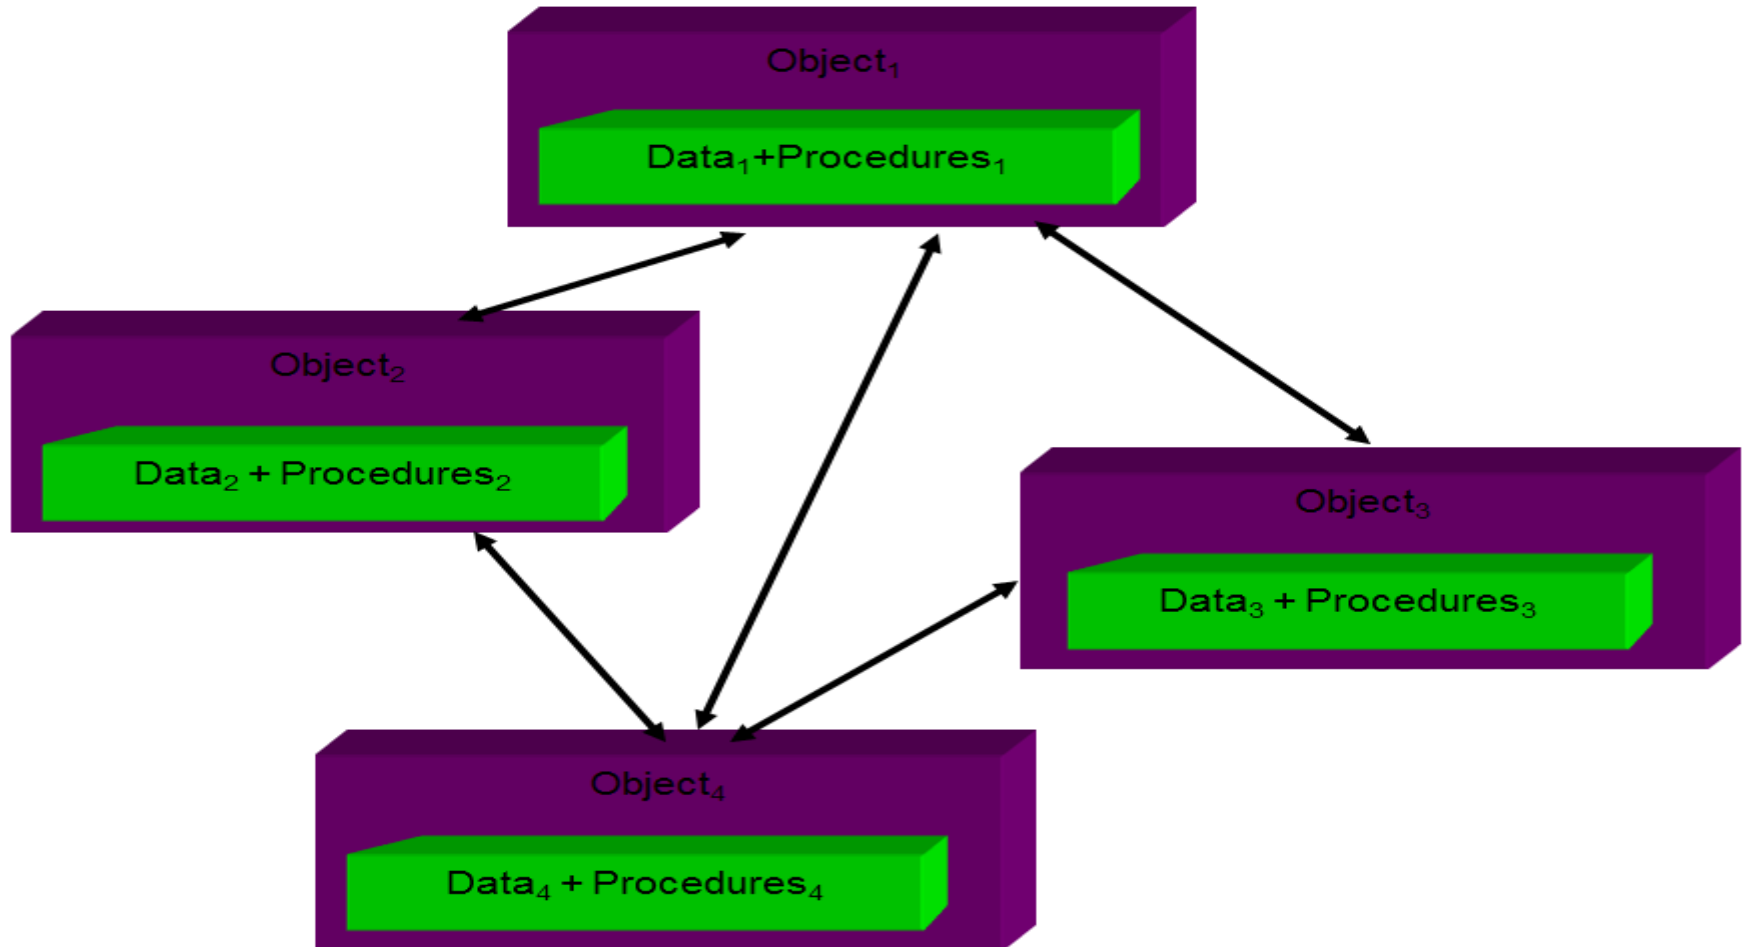 Object₁
Data₁+Procedures₁
Object₂
Data₂ + Procedures₂
Object₃
Data₃ + Procedures₃
Object₄
Data₄ + Procedures₄